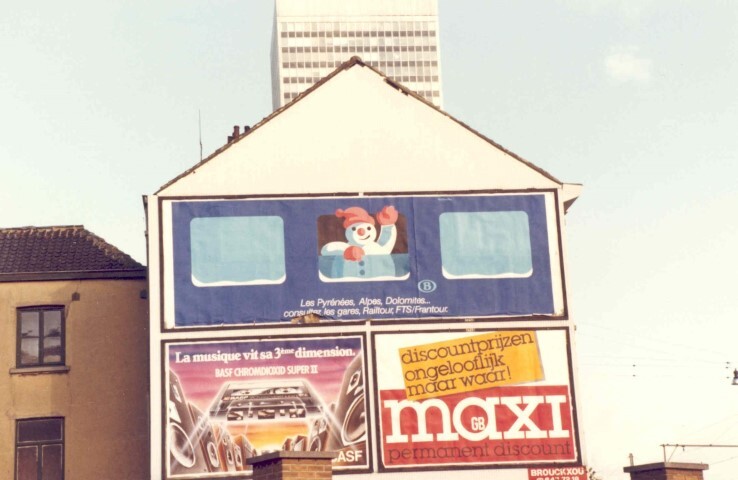 B
Les Pyrénées, Alpes, Dolomites...
consultez les gares, Railtour, FTS/Frantour.
La musique vit sa 3ème dimension.
BASF CHROMDIOXID SUPER II
BASF
discountprijzen
ongelooflijk
maar waar!
maxi
GB
permanent discount
BROUCKXOU